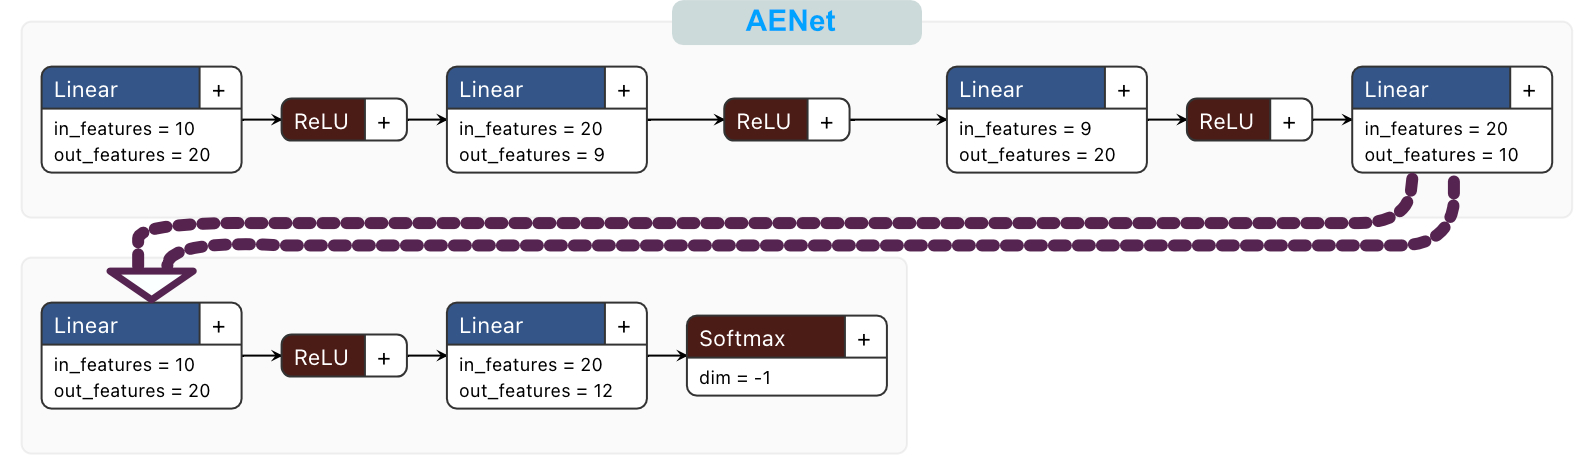 AENet
Linear +
in_features = 10
out_features = 20
ReLU +
Linear +
in_features = 20
out_features = 9
ReLU +
Linear +
in_features = 9
out_features = 20
ReLU +
Linear +
in_features = 20
out_features = 10
Linear +
in_features = 10
out_features = 20
ReLU +
Linear +
in_features = 20
out_features = 12
Softmax +
dim = -1